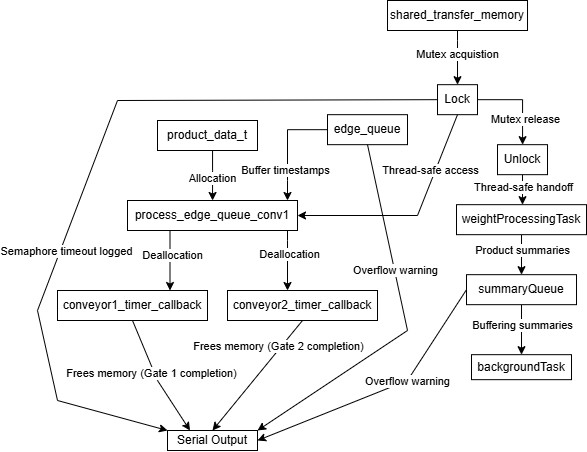 shared_transfer_memory
Mutex acquistion
Lock
Mutex release
product_data_t
edge_queue
Unlock
Allocation
Buffer timestamps
Thread-safe access
Thread-safe handoff
process_edge_queue_conv1
weightProcessingTask
Semaphore timeout logged
Deallocation
Deallocation
Product summaries
Overflow warning
summaryQueue
conveyor1_timer_callback
conveyor2_timer_callback
Buffering summaries
Frees memory (Gate 2 completion)
Frees memory (Gate 1 completion)
backgroundTask
Overflow warning
Serial Output